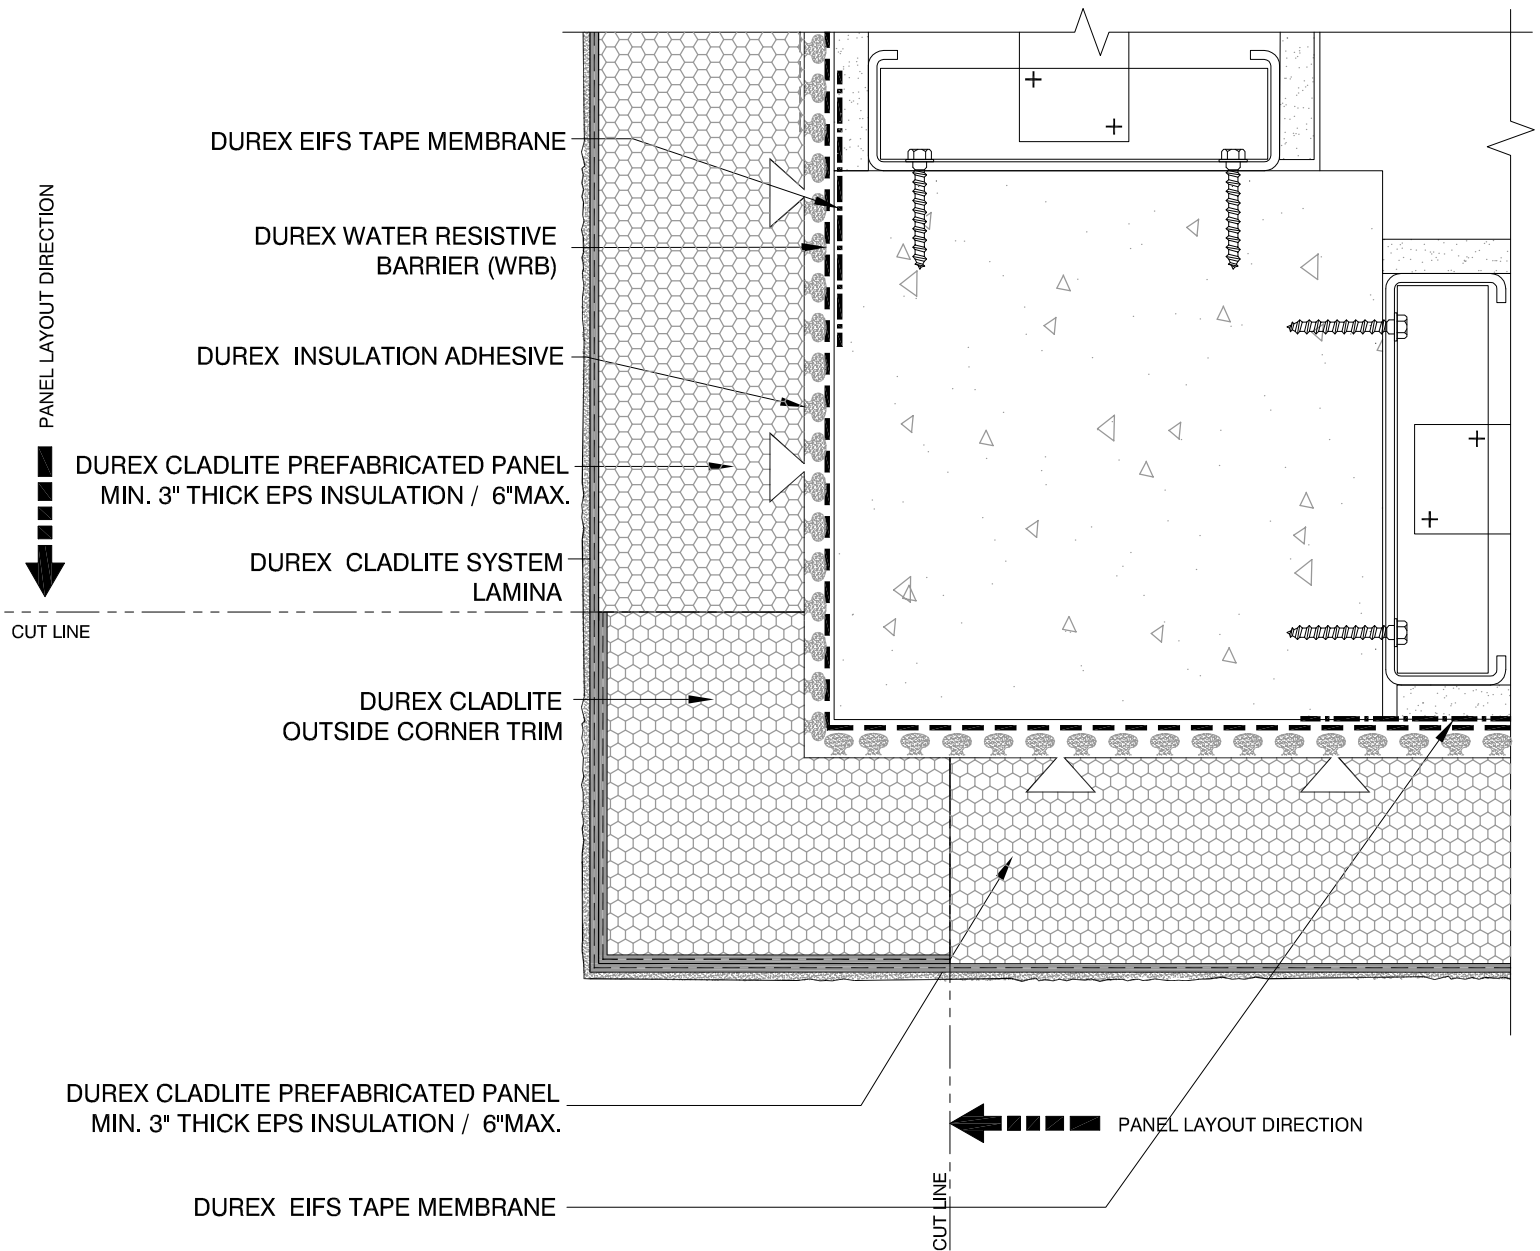 DUREX EIFS TAPE MEMBRANE
PANEL LAYOUT DIRECTION
DUREX WATER RESISTIVE
BARRIER (WRB)
DUREX INSULATION ADHESIVE
DUREX CLADLITE PREFABRICATED PANEL
MIN. 3" THICK EPS INSULATION / 6"MAX.
DUREX CLADLITE SYSTEM
LAMINA
CUT LINE
DUREX CLADLITE
OUTSIDE CORNER TRIM
DUREX CLADLITE PREFABRICATED PANEL
MIN. 3" THICK EPS INSULATION / 6"MAX.
PANEL LAYOUT DIRECTION
DUREX EIFS TAPE MEMBRANE
CUT LINE